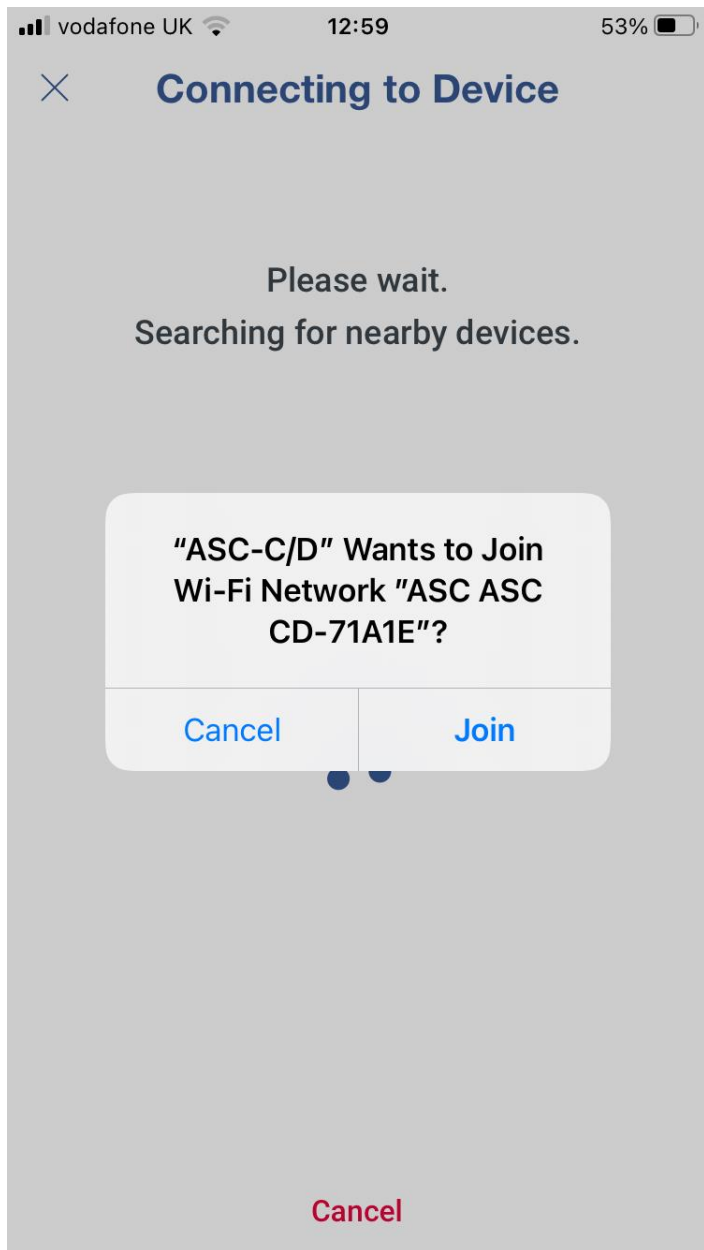 vodafone UK 12:59 53%
Connecting to Device
Please wait.
Searching for nearby devices.
“ASC-C/D” Wants to Join
Wi-Fi Network ”ASC ASC
CD-71A1E”?
Cancel Join
Cancel